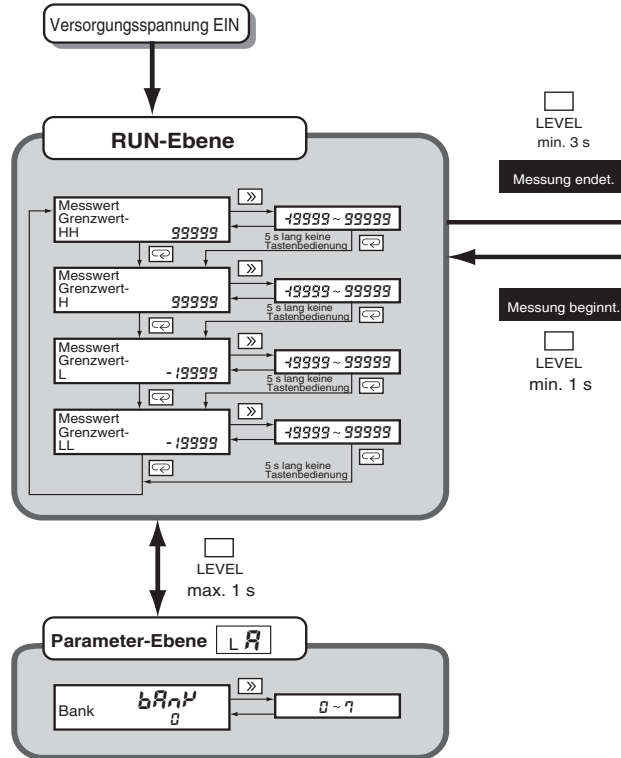 Versorgungsspannung EIN
RUN-Ebene
LEVEL
min. 3 s
Messung endet.
Messwert
Grenzwert-
HH 99999
»
-19999 ~ 99999
5 s lang keine
Tastenbedienung
Messwert
Grenzwert-
H 99999
»
-19999 ~ 99999
5 s lang keine
Tastenbedienung
Messung beginnt.
LEVEL
min. 1 s
Messwert
Grenzwert-
L -19999
»
-19999 ~ 99999
5 s lang keine
Tastenbedienung
Messwert
Grenzwert-
LL -19999
»
-19999 ~ 99999
5 s lang keine
Tastenbedienung
LEVEL
max. 1 s
Parameter-Ebene L A
Bank bAnK
0
»
0 ~ 7